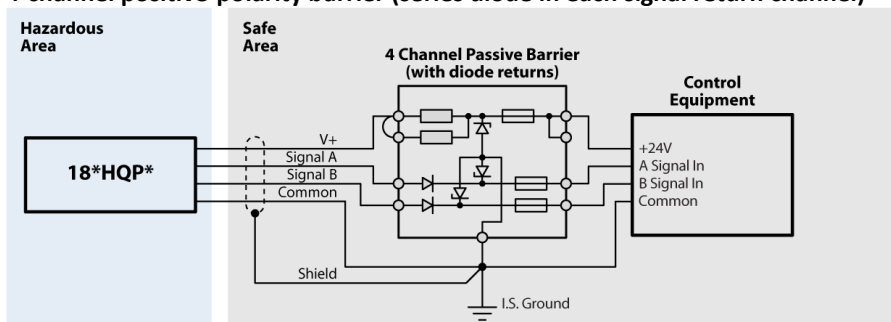 4 channel positive polarity barrier (series diode in each signal return channel)
Hazardous
Area
Safe
Area
4 Channel Passive Barrier
(with diode returns)
Control
Equipment
18*HQP*
V+
Signal A
Signal B
Common
+24V
A Signal In
B Signal In
Common
Shield
I.S. Ground